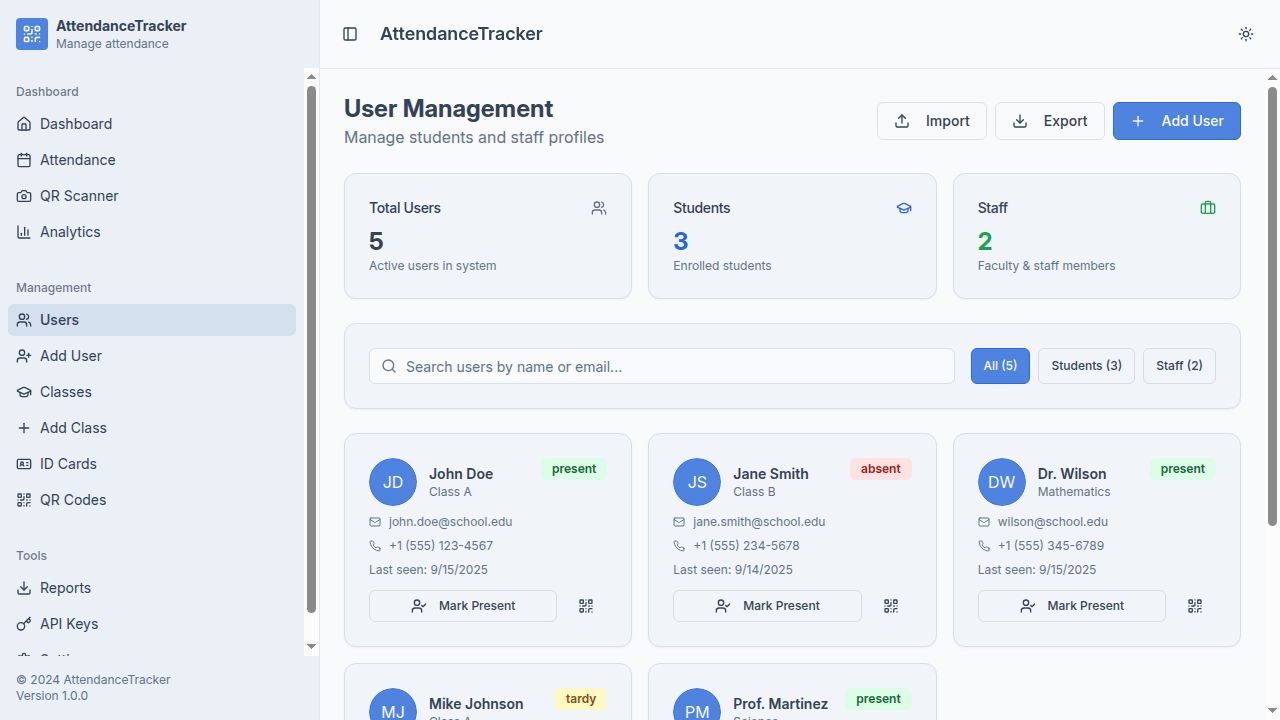 AttendanceTracker
Manage attendance
Dashboard
Dashboard
Attendance
QR Scanner
Analytics
Management
Users
Add User
Classes
Add Class
ID Cards
QR Codes
Tools
Reports
API Keys
© 2024 AttendanceTracker
Version 1.0.0
AttendanceTracker
User Management
Manage students and staff profiles
Import
Export
Add User
Total Users
5
Active users in system
Students
3
Enrolled students
Staff
2
Faculty & staff members
Search users by name or email...
All (5)
Students (3)
Staff (2)
JD
John Doe
Class A
present
john.doe@school.edu
+1 (555) 123-4567
Last seen: 9/15/2025
Mark Present
JS
Jane Smith
Class B
absent
jane.smith@school.edu
+1 (555) 234-5678
Last seen: 9/14/2025
Mark Present
DW
Dr. Wilson
Mathematics
present
wilson@school.edu
+1 (555) 345-6789
Last seen: 9/15/2025
Mark Present
MJ
Mike Johnson
tardy
PM
Prof. Martinez
present